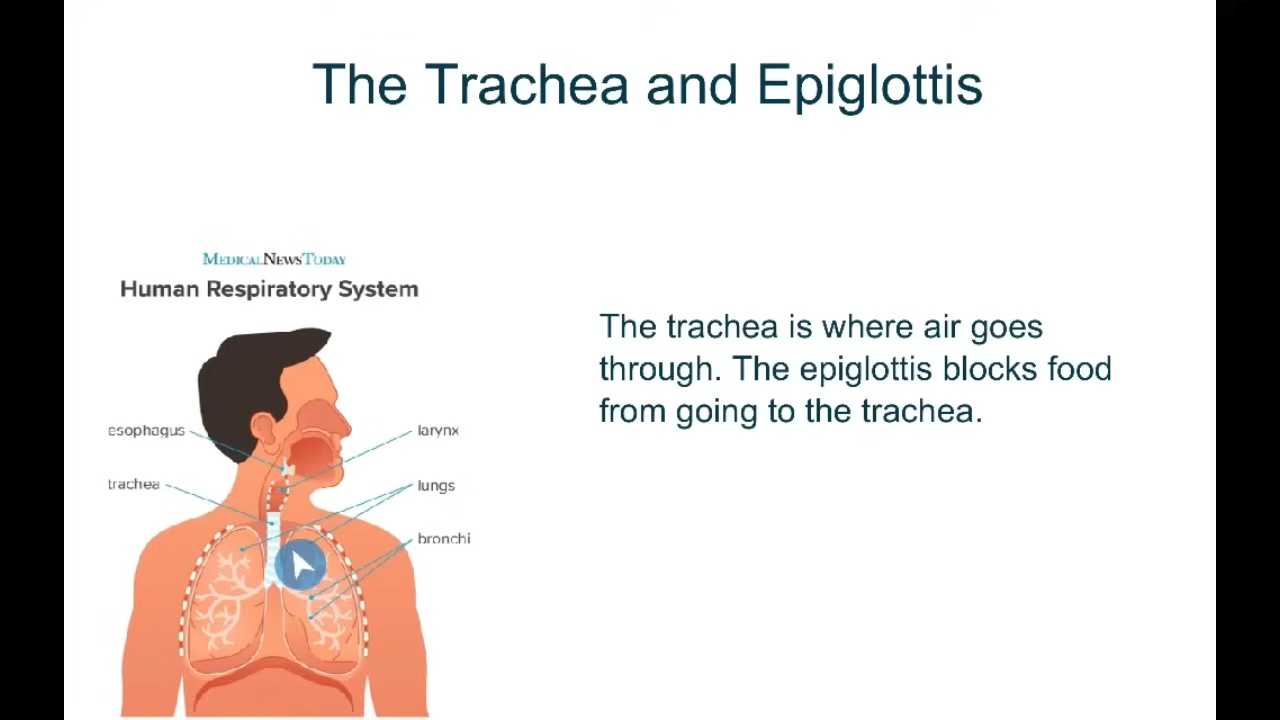 The Trachea and Epiglottis
MEDICALNEWSTODAY
Human Respiratory System
The trachea is where air goes
through. The epiglottis blocks food
from going to the trachea.
esophagus
larynx
trachea
lungs
bronchi